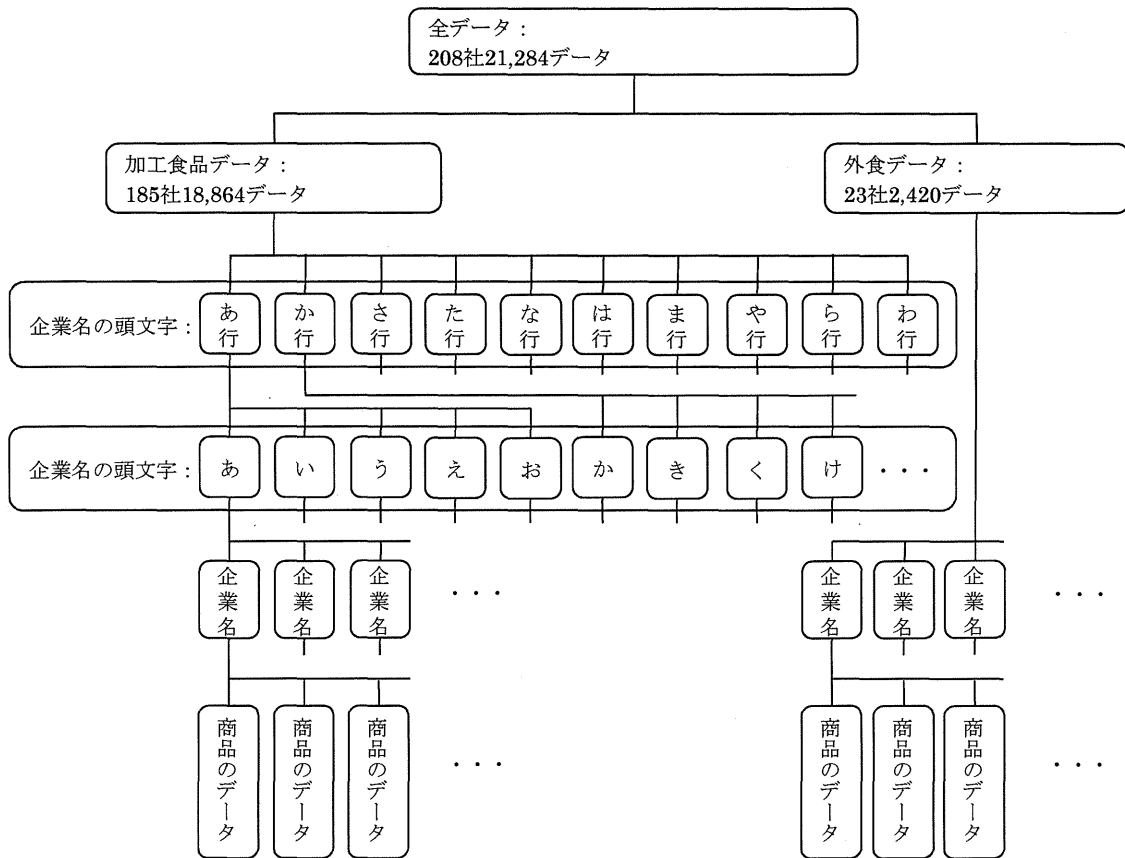 全データ：
208社21,284データ
加工食品データ：
185社18,864データ
外食データ：
23社2,420データ
企業名の頭文字：
あ行
か行
さ行
た行
な行
は行
ま行
や行
ら行
わ行
企業名の頭文字：
あ
い
う
え
お
か
き
く
け
・・・
企業名
企業名
企業名
・・・
企業名
企業名
企業名
・・・
商品のデータ
商品のデータ
商品のデータ
・・・
商品のデータ
商品のデータ
商品のデータ
・・・